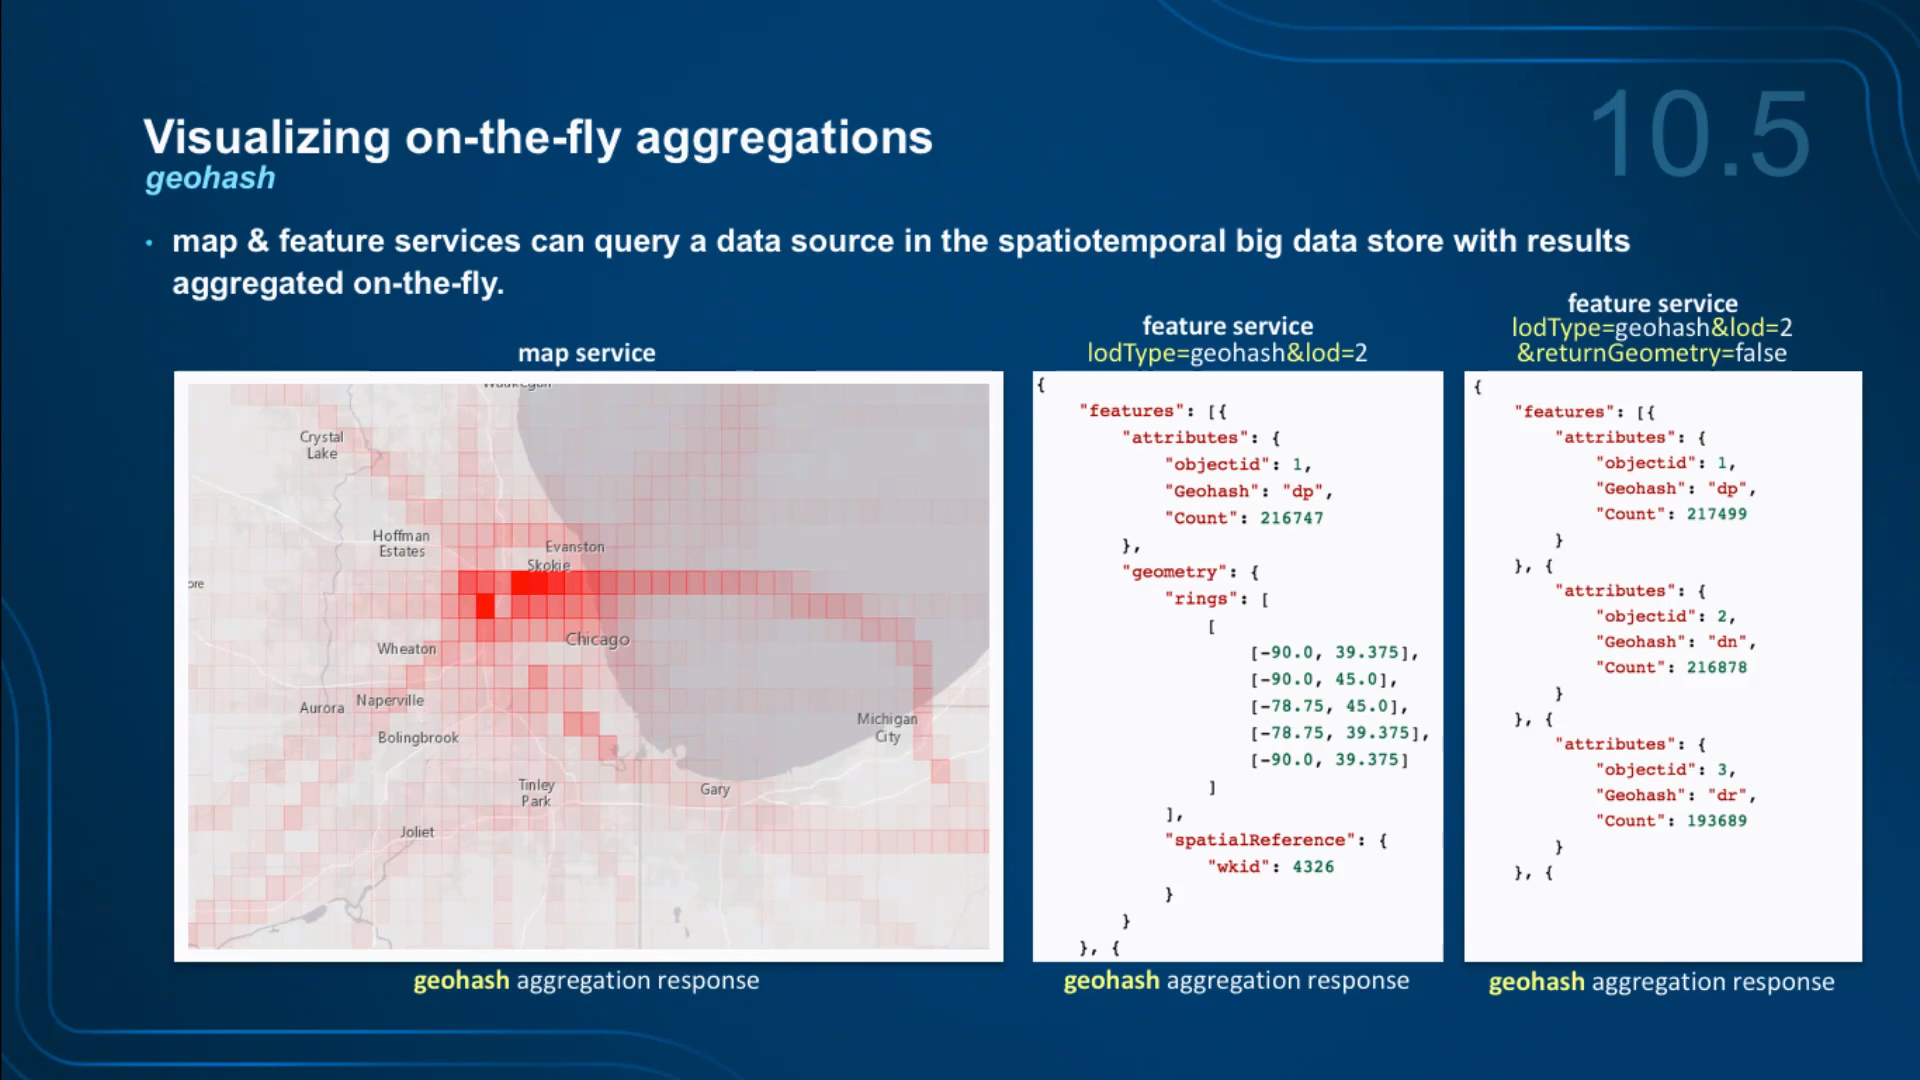 10.5
Visualizing on-the-fly aggregations
geohash
• map & feature services can query a data source in the spatiotemporal big data store with results
aggregated on-the-fly.
map service
Waukegan
Crystal
Lake
Hoffman
Estates
Evanston
Skokie
ore
Chicago
Wheaton
Naperville
Aurora
Bolingbrook
Michigan
City
Tinley
Park
Gary
Joliet
geohash aggregation response
feature service
lodType=geohash&lod=2
{
"features": [{
"attributes": {
"objectid": 1,
"Geohash": "dp",
"Count": 216747
},
"geometry": {
"rings": [
[
[-90.0, 39.375],
[-90.0, 45.0],
[-78.75, 45.0],
[-78.75, 39.375],
[-90.0, 39.375]
]
],
"spatialReference": {
"wkid": 4326
}
}
}, {
geohash aggregation response
feature service
lodType=geohash&lod=2
&returnGeometry=false
{
"features": [{
"attributes": {
"objectid": 1,
"Geohash": "dp",
"Count": 217499
}
}, {
"attributes": {
"objectid": 2,
"Geohash": "dn",
"Count": 216878
}
}, {
"attributes": {
"objectid": 3,
"Geohash": "dr",
"Count": 193689
}
}, {
geohash aggregation response